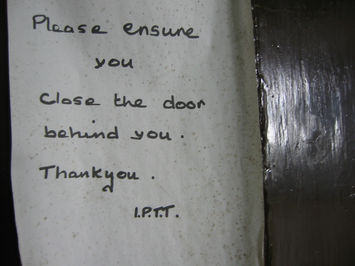 Please ensure
you
Close the door
behind you.
Thankyou.
I.P.T.T.